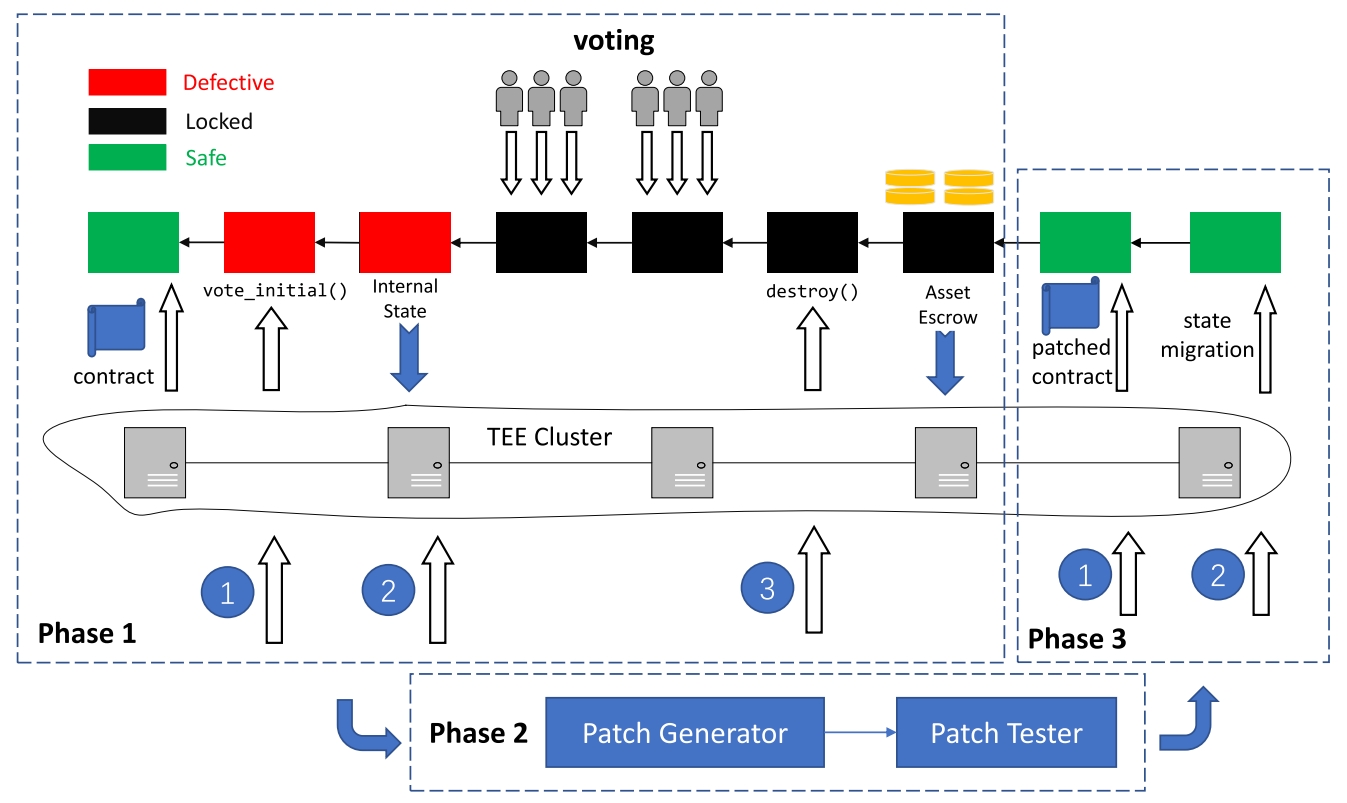 voting
Defective
Locked
Safe
vote_initial()
Internal
State
destroy()
Asset
Escrow
contract
patched
contract
state
migration
TEE Cluster
1
2
3
1
2
Phase 1
Phase 3
Phase 2
Patch Generator
Patch Tester